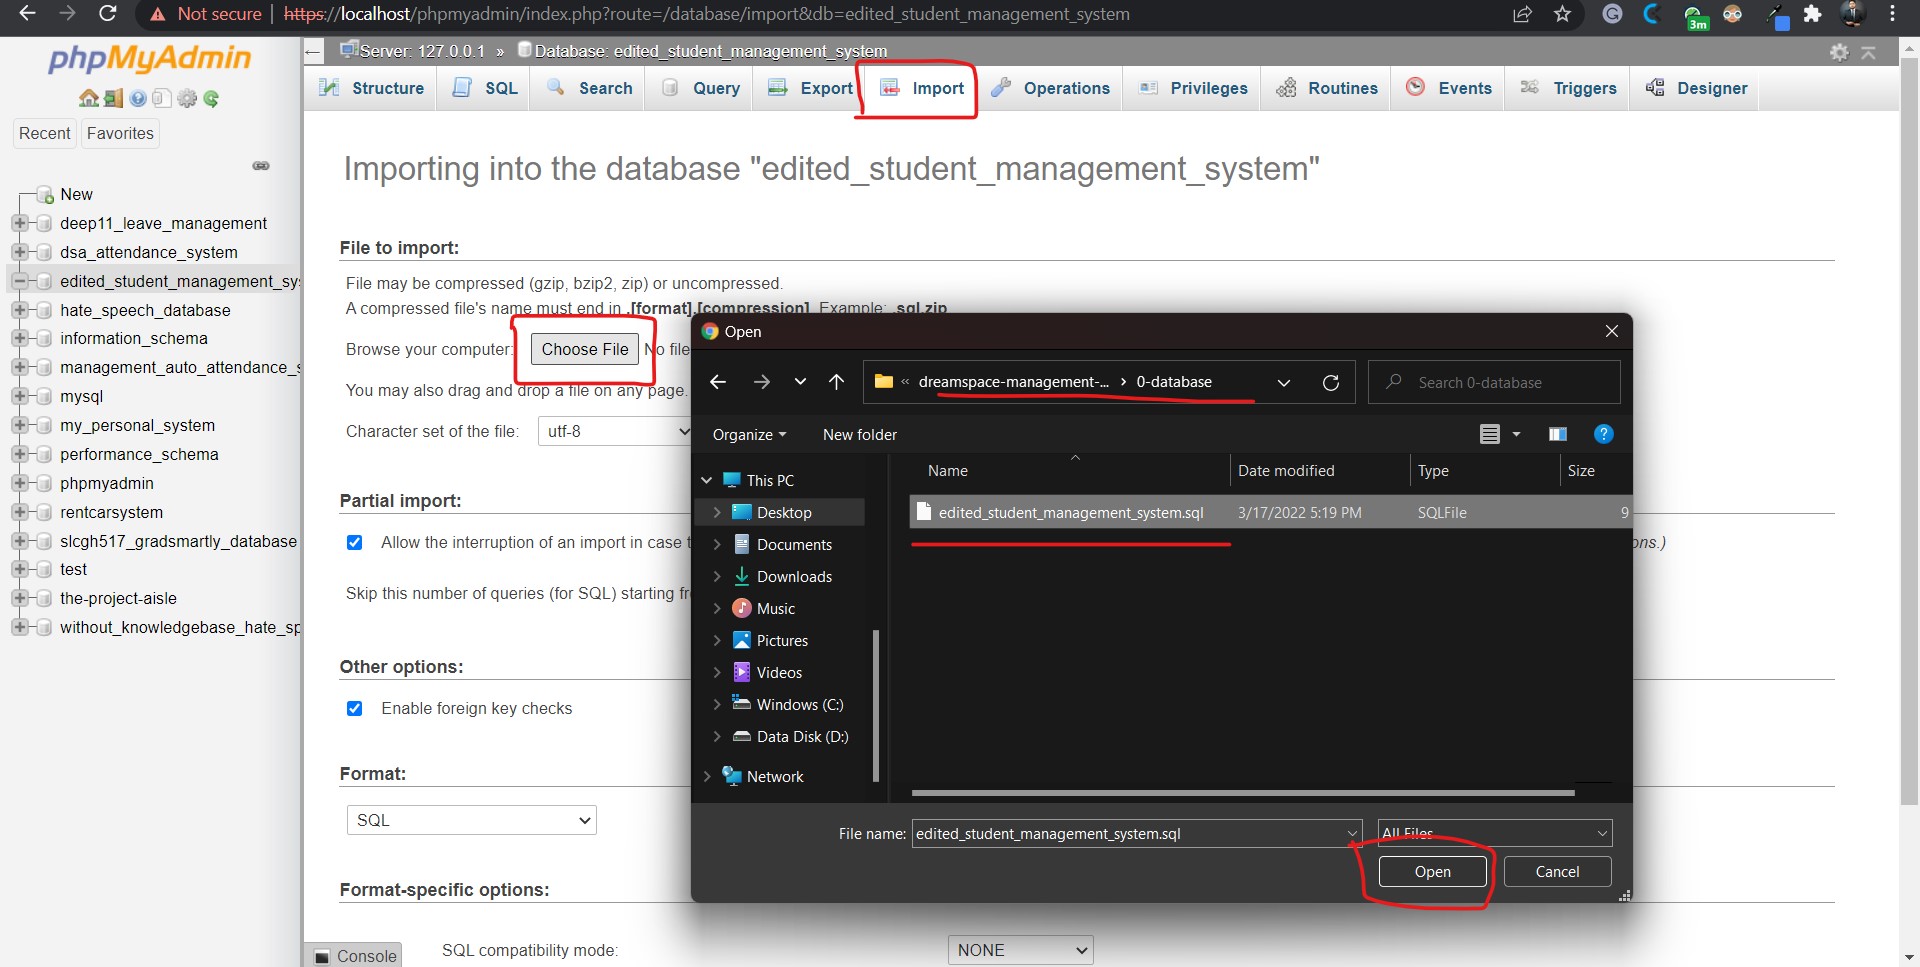 Not secure | https://localhost/phpmyadmin/index.php?route=/database/import&db=edited_student_management_system
3m
phpMyAdmin
Recent Favorites
New
deep11_leave_management
dsa_attendance_system
edited_student_management_sy
hate_speech_database
information_schema
management_auto_attendance_s
mysql
my_personal_system
performance_schema
phpmyadmin
rentcarsystem
slcgh517_gradsmartly_database
test
the-project-aisle
without_knowledgebase_hate_sp
Server: 127.0.0.1 » Database: edited_student_management_system
Structure SQL Search Query Export Import Operations Privileges Routines Events Triggers Designer
Importing into the database "edited_student_management_system"
File to import:
File may be compressed (gzip, bzip2, zip) or uncompressed.
A compressed file's name must end in .[format].[compression]. Example: .sql.zip
Browse your computer: Choose File No file
You may also drag and drop a file on any page.
Character set of the file: utf-8
Partial import:
Allow the interruption of an import in case t
ons.)
Skip this number of queries (for SQL) starting fr
Other options:
Enable foreign key checks
Format:
SQL
Format-specific options:
SQL compatibility mode: NONE
Console
Open
« dreamspace-management-... › 0-database
Search 0-database
Organize New folder
Name Date modified Type Size
This PC
Desktop
Documents
Downloads
Music
Pictures
Videos
Windows (C:)
Data Disk (D:)
Network
edited_student_management_system.sql 3/17/2022 5:19 PM SQLFile 9
File name: edited_student_management_system.sql All Files
Open Cancel